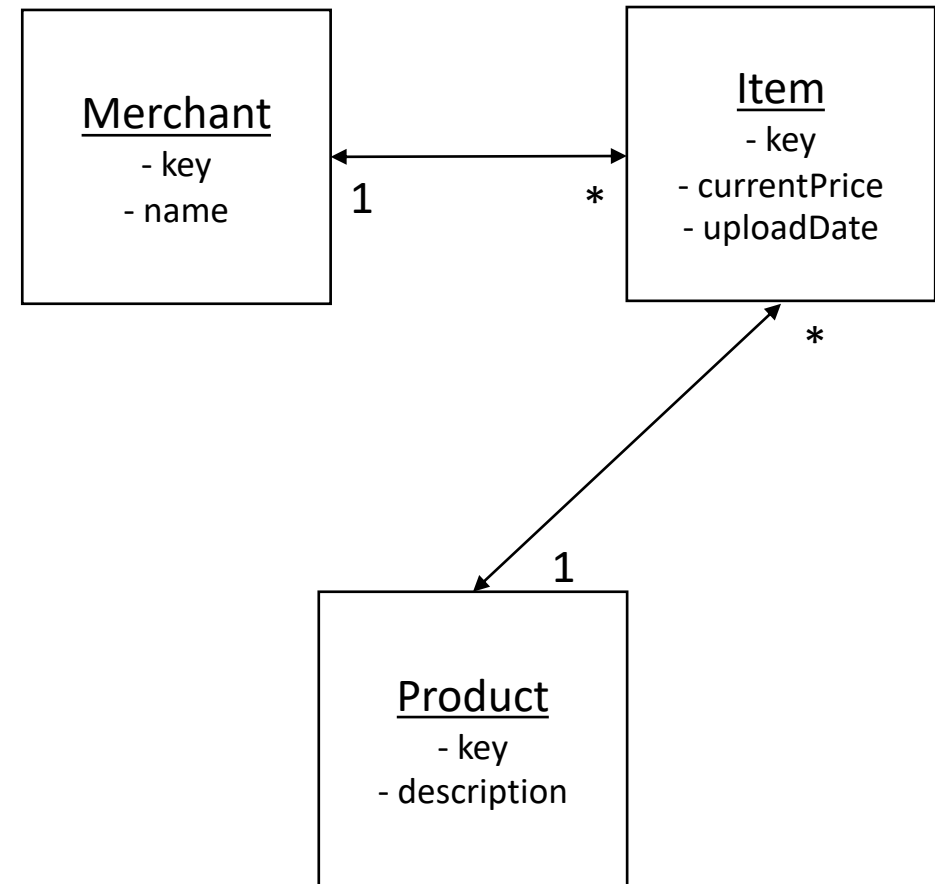 Merchant
- key
- name
1
*
Item
- key
- currentPrice
- uploadDate
*
1
Product
- key
- description